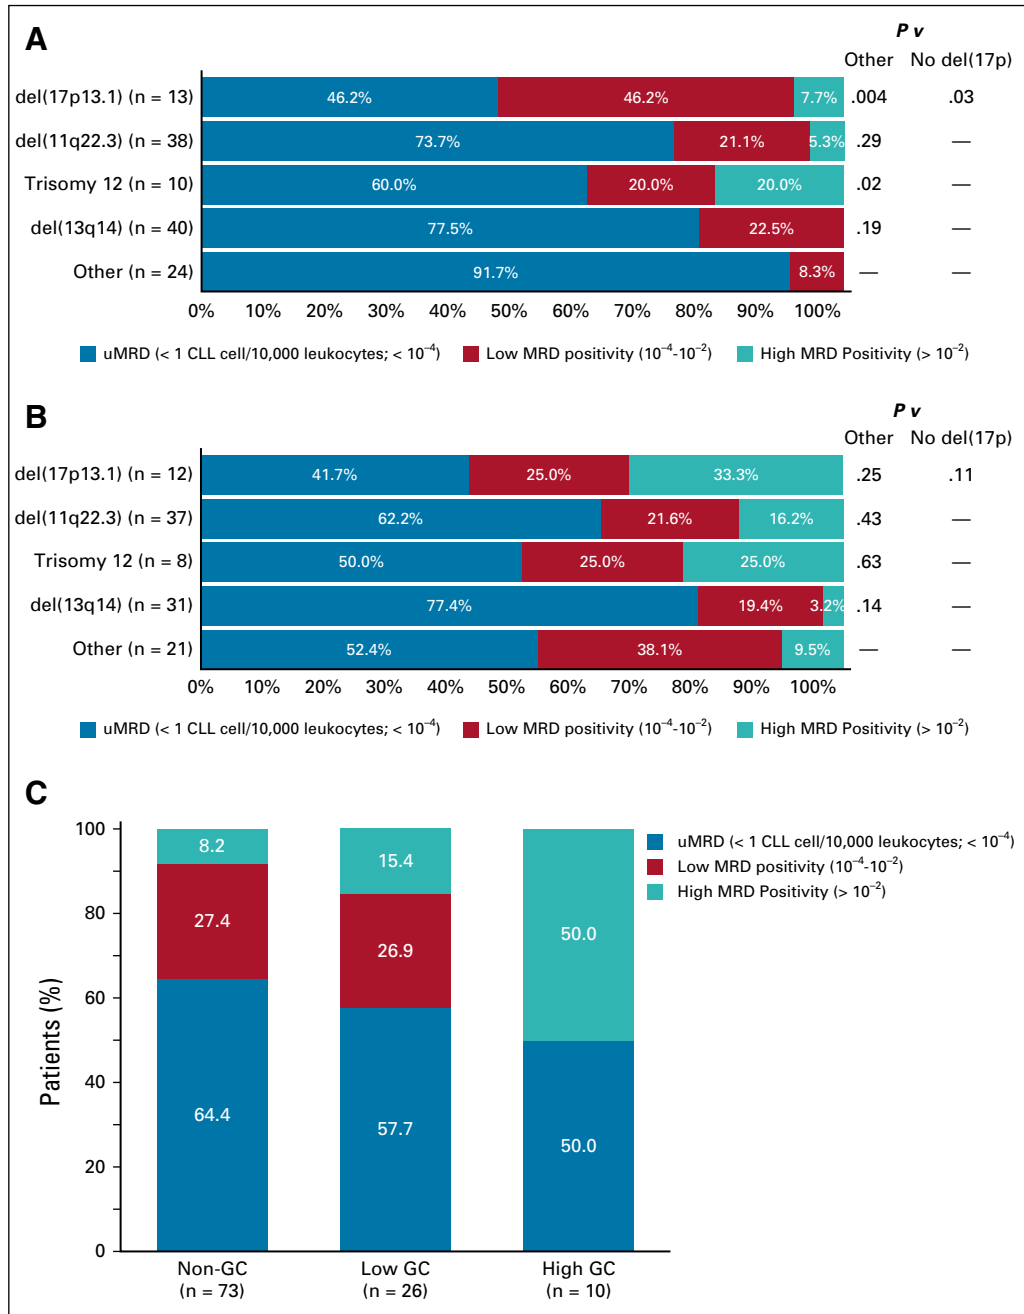 A
P v
Other No del(17p)
del(17p13.1) (n = 13) 46.2% 46.2% 7.7% .004 .03
del(11q22.3) (n = 38) 73.7% 21.1% 5.3% .29 —
Trisomy 12 (n = 10) 60.0% 20.0% 20.0% .02 —
del(13q14) (n = 40) 77.5% 22.5% .19 —
Other (n = 24) 91.7% 8.3% — —
0% 10% 20% 30% 40% 50% 60% 70% 80% 90% 100%
uMRD (< 1 CLL cell/10,000 leukocytes; < 10⁻⁴) Low MRD positivity (10⁻⁴-10⁻²) High MRD Positivity (> 10⁻²)
B
P v
Other No del(17p)
del(17p13.1) (n = 12) 41.7% 25.0% 33.3% .25 .11
del(11q22.3) (n = 37) 62.2% 21.6% 16.2% .43 —
Trisomy 12 (n = 8) 50.0% 25.0% 25.0% .63 —
del(13q14) (n = 31) 77.4% 19.4% 3.2% .14 —
Other (n = 21) 52.4% 38.1% 9.5% — —
0% 10% 20% 30% 40% 50% 60% 70% 80% 90% 100%
uMRD (< 1 CLL cell/10,000 leukocytes; < 10⁻⁴) Low MRD positivity (10⁻⁴-10⁻²) High MRD Positivity (> 10⁻²)
C
Patients (%)
100
80
60
40
20
0
8.2 15.4 50.0
27.4 26.9
64.4 57.7 50.0
Non-GC Low GC High GC
(n = 73) (n = 26) (n = 10)
uMRD (< 1 CLL cell/10,000 leukocytes; < 10⁻⁴)
Low MRD positivity (10⁻⁴-10⁻²)
High MRD Positivity (> 10⁻²)